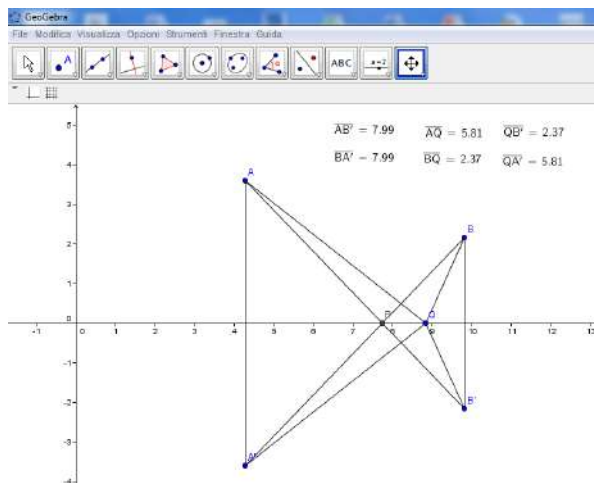 GeoGebra
File Modifica Visualizza Opzioni Strumenti Finestra Guida
A ABC a=2
AB' = 7.99 AQ = 5.81 QB' = 2.37
BA' = 7.99 BQ = 2.37 QA' = 5.81
5
4
A
3
B
2
1
P Q
0
-1 0 1 2 3 4 5 6 7 8 9 10 11 12 13
-1
-2
B'
-3
A'
-4